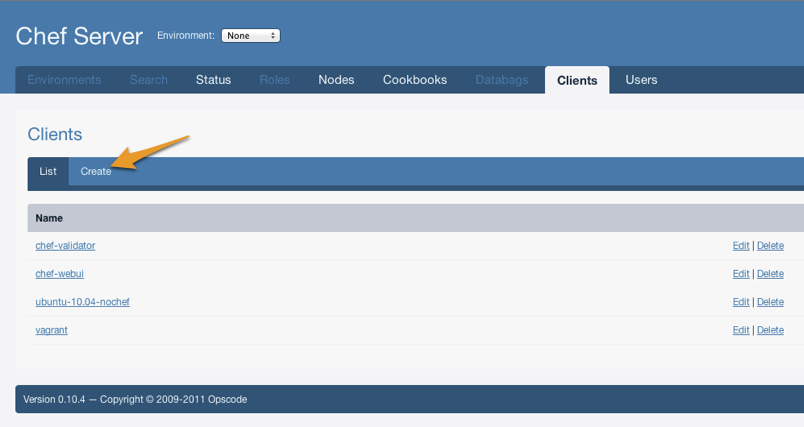 Chef Server Environment: None
Environments Search Status Roles Nodes Cookbooks Databags Clients Users
Clients
List Create
Name
chef-validator Edit | Delete
chef-webui Edit | Delete
ubuntu-10.04-nochef Edit | Delete
vagrant Edit | Delete
Version 0.10.4 — Copyright © 2009-2011 Opscode